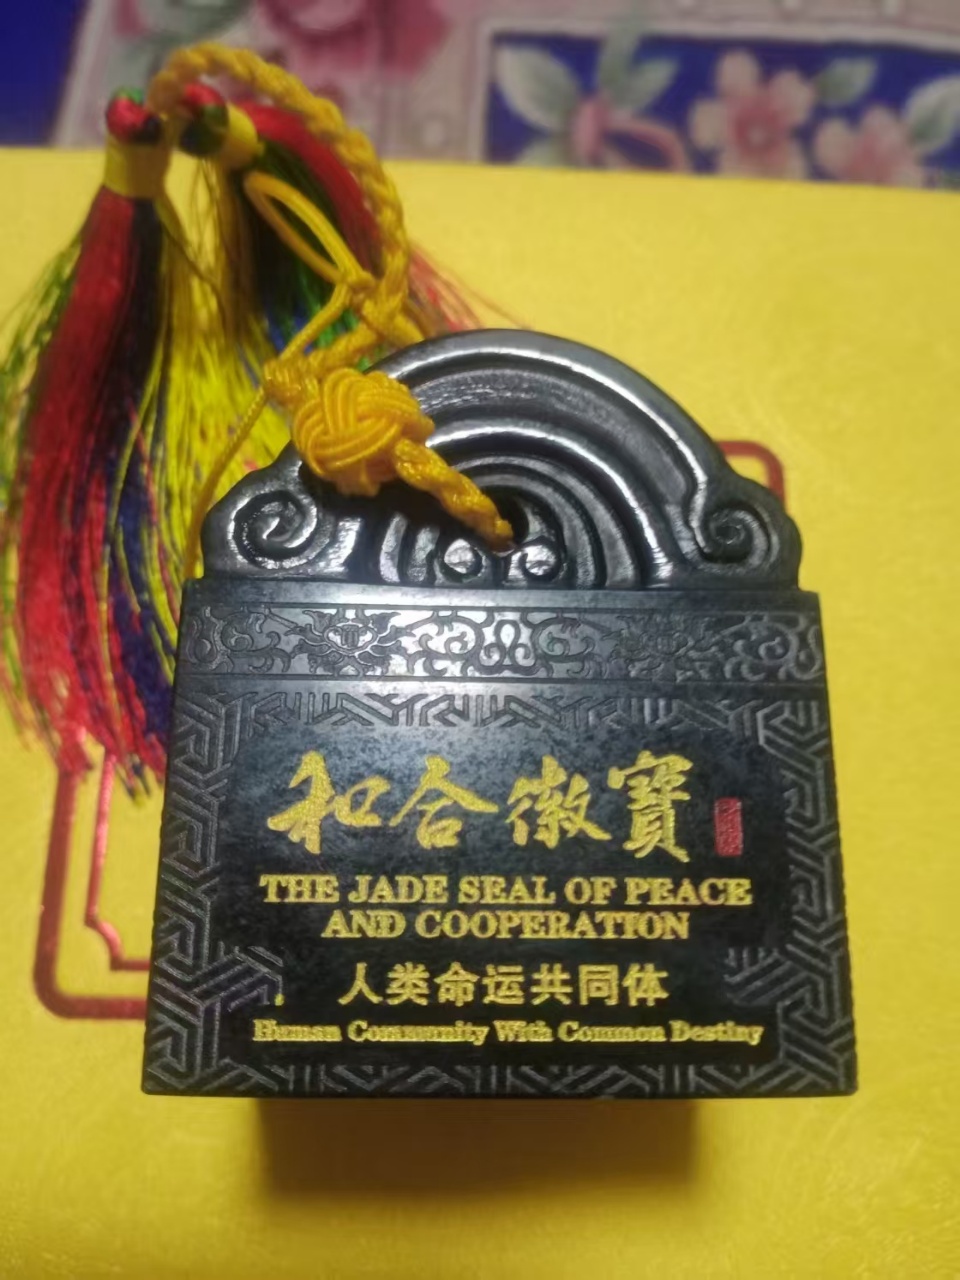 和合徽寶
THE JADE SEAL OF PEACE
AND COOPERATION
人类命运共同体
Human Community With Common Destiny